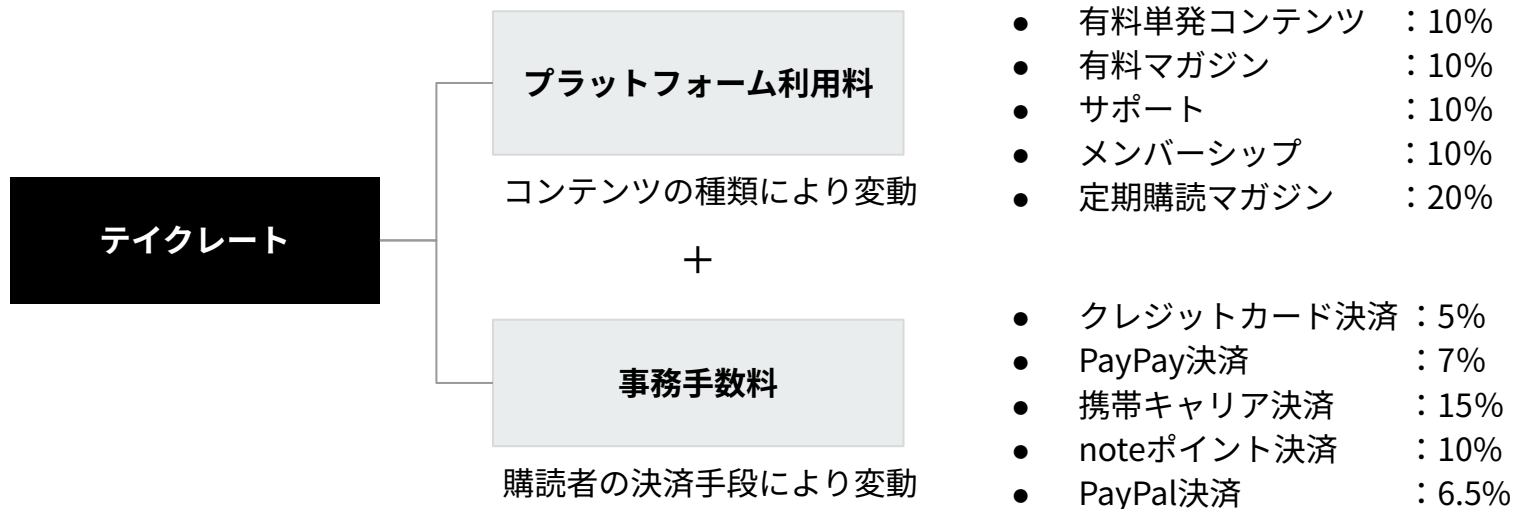 テイクレート
プラットフォーム利用料
コンテンツの種類により変動
＋
事務手数料
購読者の決済手段により変動
● 有料単発コンテンツ ：10%
● 有料マガジン ：10%
● サポート ：10%
● メンバーシップ ：10%
● 定期購読マガジン ：20%
● クレジットカード決済 ：5%
● PayPay決済 ：7%
● 携帯キャリア決済 ：15%
● noteポイント決済 ：10%
● PayPal決済 ：6.5%